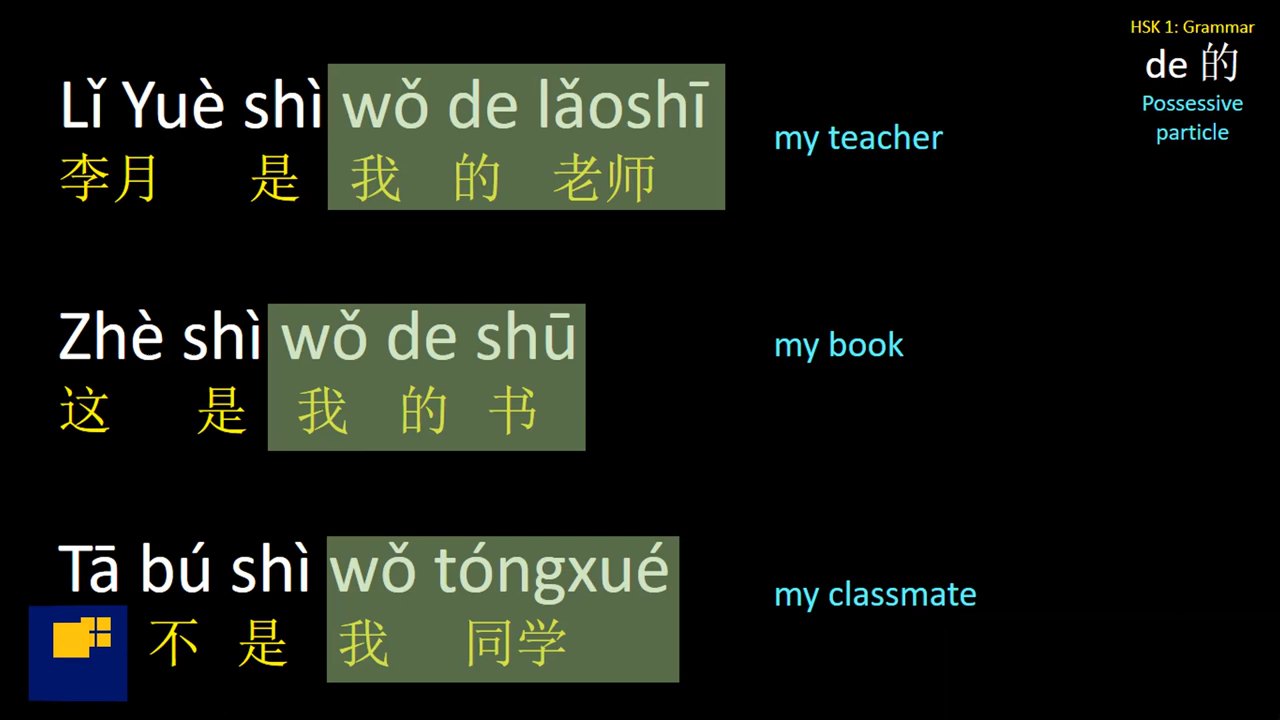 HSK 1: Grammar
de 的
Possessive
particle
Lǐ Yuè shì wǒ de lǎoshī
李月 是 我 的 老师
my teacher
Zhè shì wǒ de shū
这 是 我 的 书
my book
Tā bú shì wǒ tóngxué
不 是 我 同学
my classmate